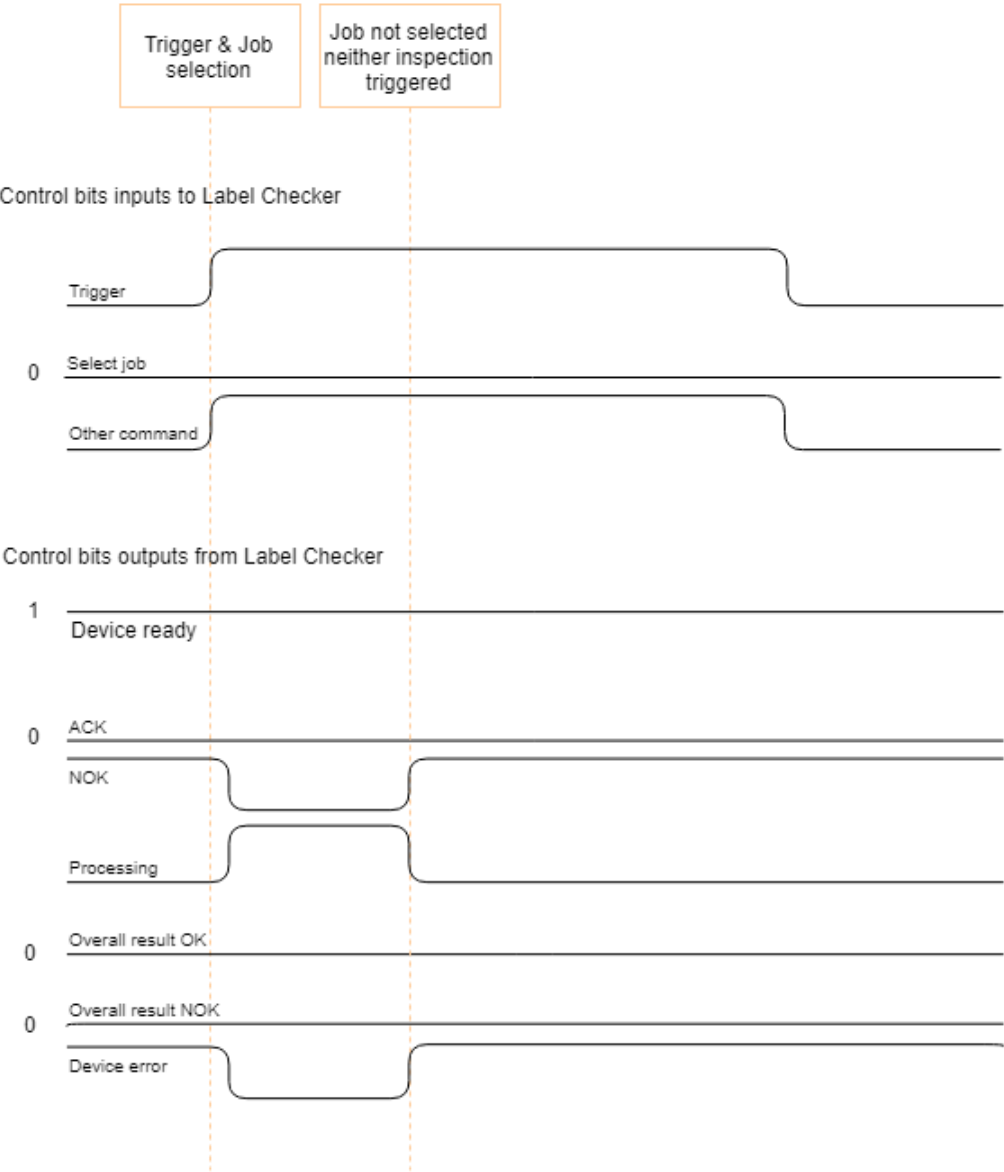 Trigger & Job
selection
Job not selected
neither inspection
triggered
Control bits inputs to Label Checker
Trigger
0
Select job
Other command
Control bits outputs from Label Checker
1
Device ready
0
ACK
NOK
Processing
0
Overall result OK
0
Overall result NOK
Device error